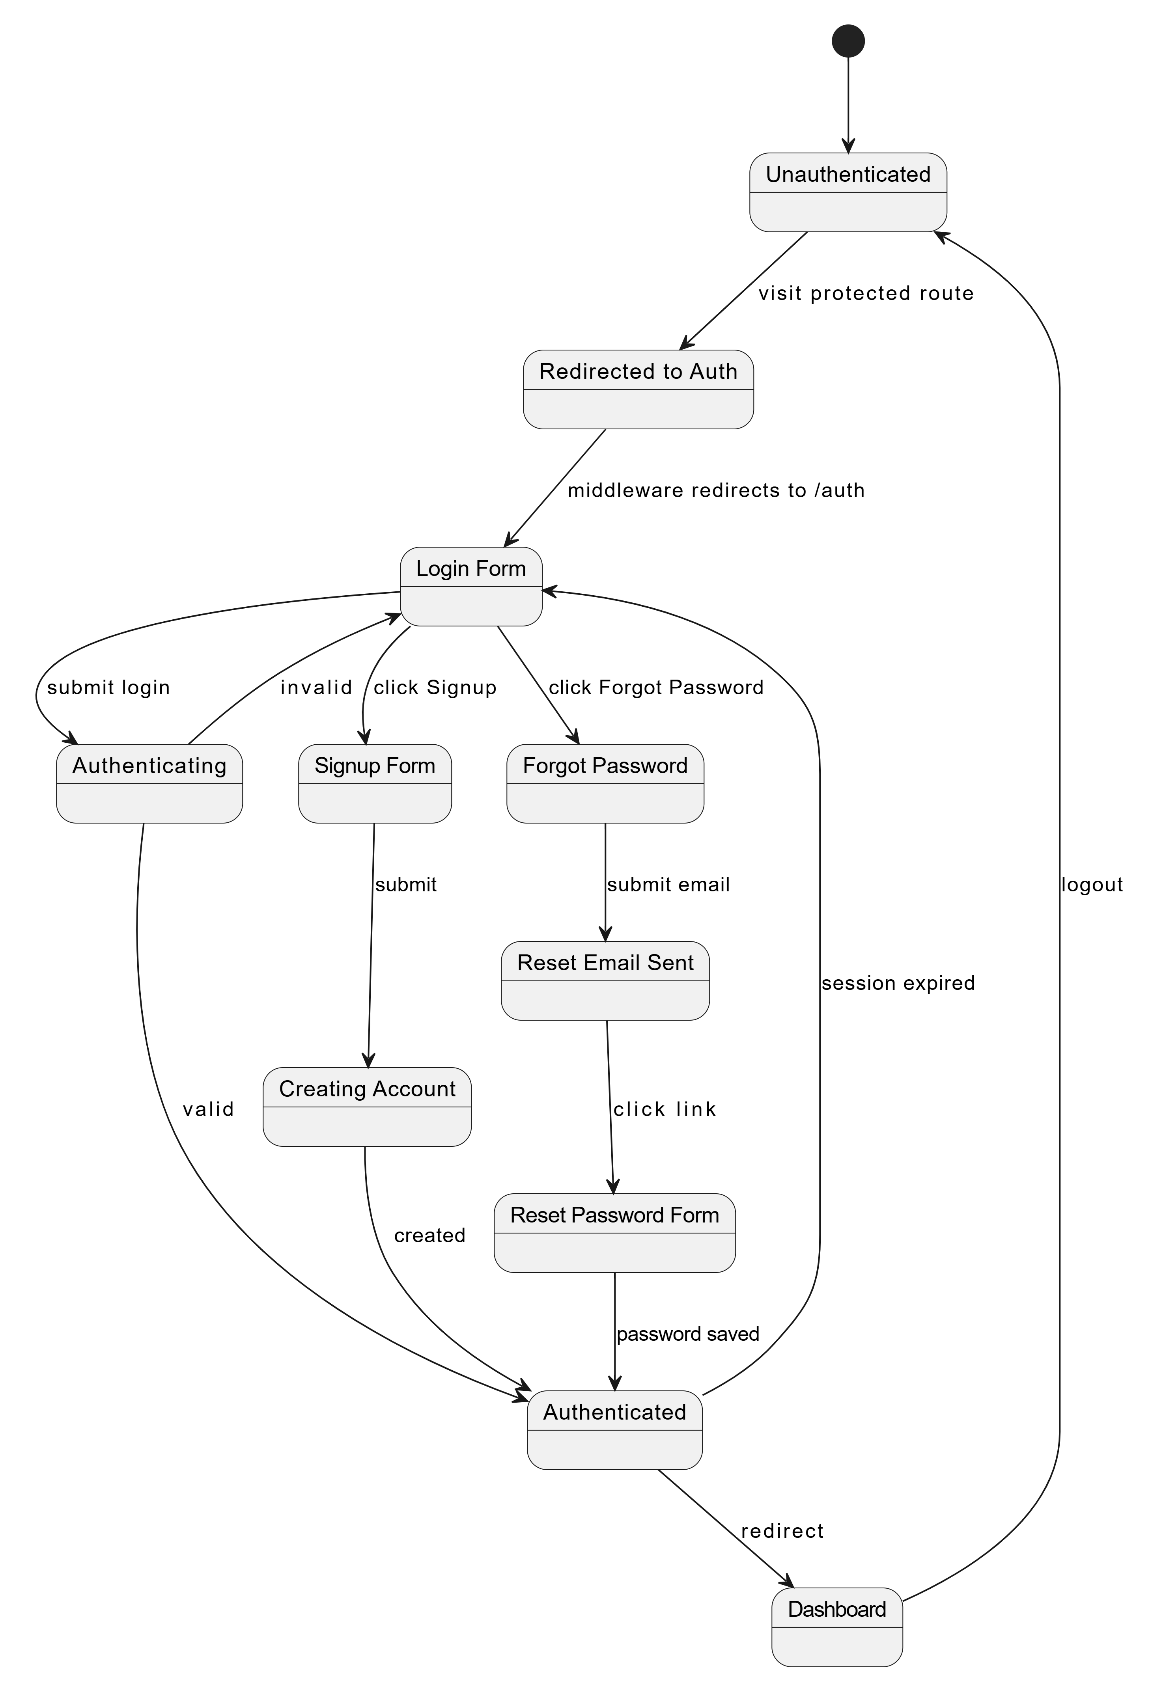 Unauthenticated
visit protected route
Redirected to Auth
middleware redirects to /auth
Login Form
submit login
invalid
click Signup
click Forgot Password
Authenticating
Signup Form
Forgot Password
submit
submit email
logout
Reset Email Sent
session expired
Creating Account
valid
click link
Reset Password Form
created
password saved
Authenticated
redirect
Dashboard